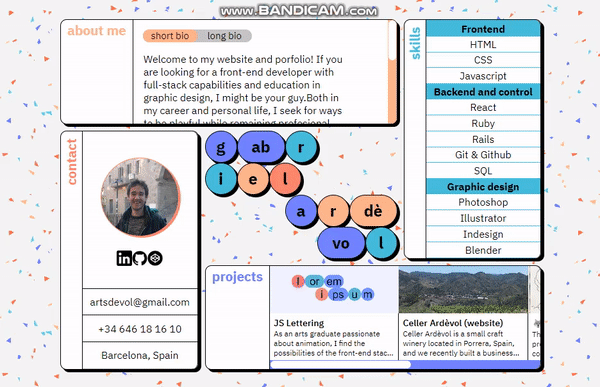 www.BANDICAM.com
about me
short bio
long bio
Welcome to my website and porfolio! If you
are looking for a front-end developer with
full-stack capabilities and education in
graphic design, I might be your guy.Both in
my career and personal life, I seek for ways
to be playful while remaining profesional
skills
Frontend
HTML
CSS
Javascript
Backend and control
React
Ruby
Rails
Git & Github
SQL
Graphic design
Photoshop
Illustrator
Indesign
Blender
contact
artsdevol@gmail.com
+34 646 18 16 10
Barcelona, Spain
g ab r
i e l
a r dè
vo l
projects
l or em
i ps u m
JS Lettering
As an arts graduate passionate
about animation, I find the
possibilities of the front-end stac...
Celler Ardèvol (website)
Celler Ardèvol is a small craft
winery located in Porrera, Spain,
and we recently built a business...